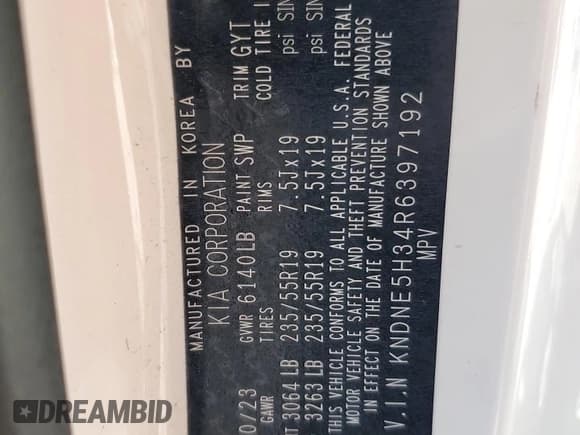 MANUFACTURED IN KOREA BY
KIA CORPORATION
0/23 GVWR 6140LB PAINT SWP TRIM GYT
GAWR TIRES RIMS COLD TIRE
T 3064 LB 235/55R19 7.5Jx19 psi SIN
3263 LB 235/55R19 7.5Jx19 psi SIN
THIS VEHICLE CONFORMS TO ALL APPLICABLE U.S.A. FEDERAL
MOTOR VEHICLE SAFETY AND THEFT PREVENTION STANDARDS
IN EFFECT ON THE DATE OF MANUFACTURE SHOWN ABOVE
V.I.N KNDNE5H34R6397192
MPV
DREAMBID